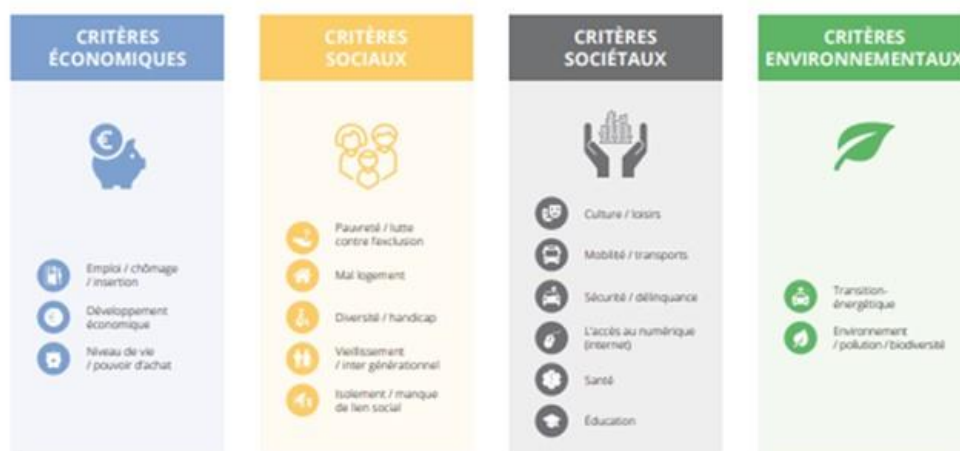 CRITÈRES
ÉCONOMIQUES
Emploi / chômage
/ insertion
Développement
économique
Niveau de vie
/ pouvoir d'achat
CRITÈRES
SOCIAUX
Pauvreté / lutte
contre l'exclusion
Mal logement
Diversité / handicap
Vieillissement
/ inter générationnel
Isolement / manque
de lien social
CRITÈRES
SOCIÉTAUX
Culture / loisirs
Mobilité / transports
Sécurité / délinquance
L'accès au numérique
(internet)
Santé
Éducation
CRITÈRES
ENVIRONNEMENTAUX
Transition-
énergétique
Environnement
/ pollution / biodiversité